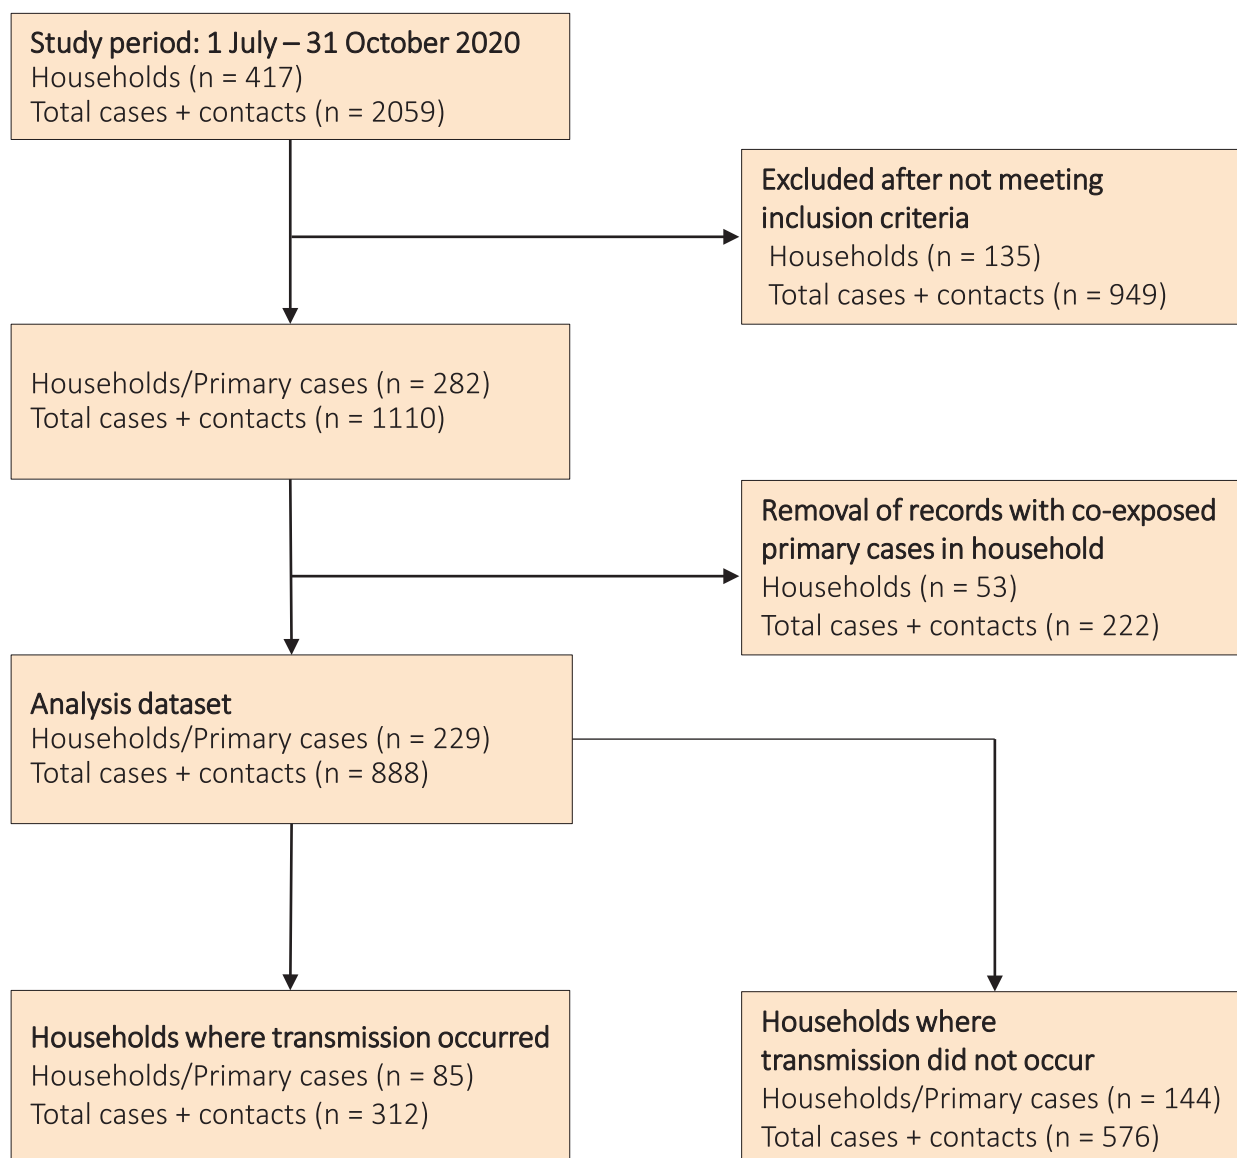 Study period: 1 July – 31 October 2020
Households (n = 417)
Total cases + contacts (n = 2059)
Excluded after not meeting
inclusion criteria
Households (n = 135)
Total cases + contacts (n = 949)
Households/Primary cases (n = 282)
Total cases + contacts (n = 1110)
Removal of records with co-exposed
primary cases in household
Households (n = 53)
Total cases + contacts (n = 222)
Analysis dataset
Households/Primary cases (n = 229)
Total cases + contacts (n = 888)
Households where transmission occurred
Households/Primary cases (n = 85)
Total cases + contacts (n = 312)
Households where
transmission did not occur
Households/Primary cases (n = 144)
Total cases + contacts (n = 576)